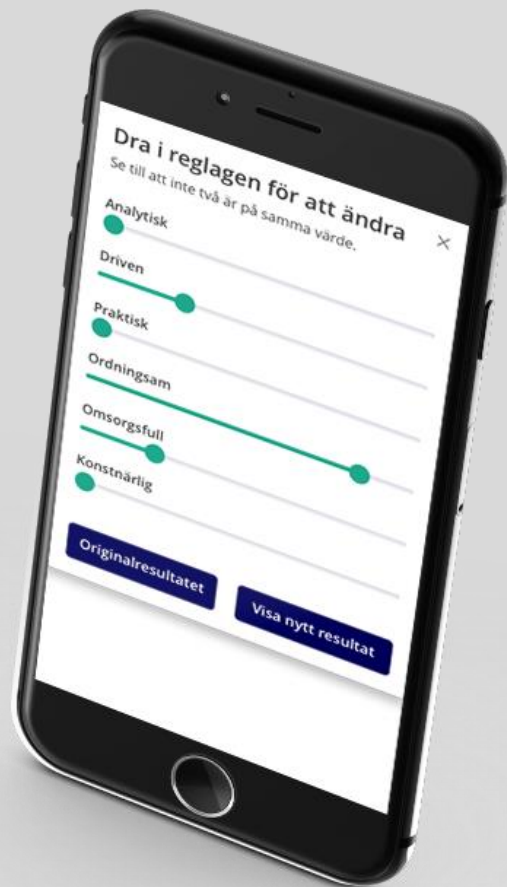 Dra i reglagen för att ändra
Se till att inte två är på samma värde.
Analytisk
Driven
Praktisk
Ordningsam
Omsorgsfull
Konstnärlig
Originalresultatet
Visa nytt resultat